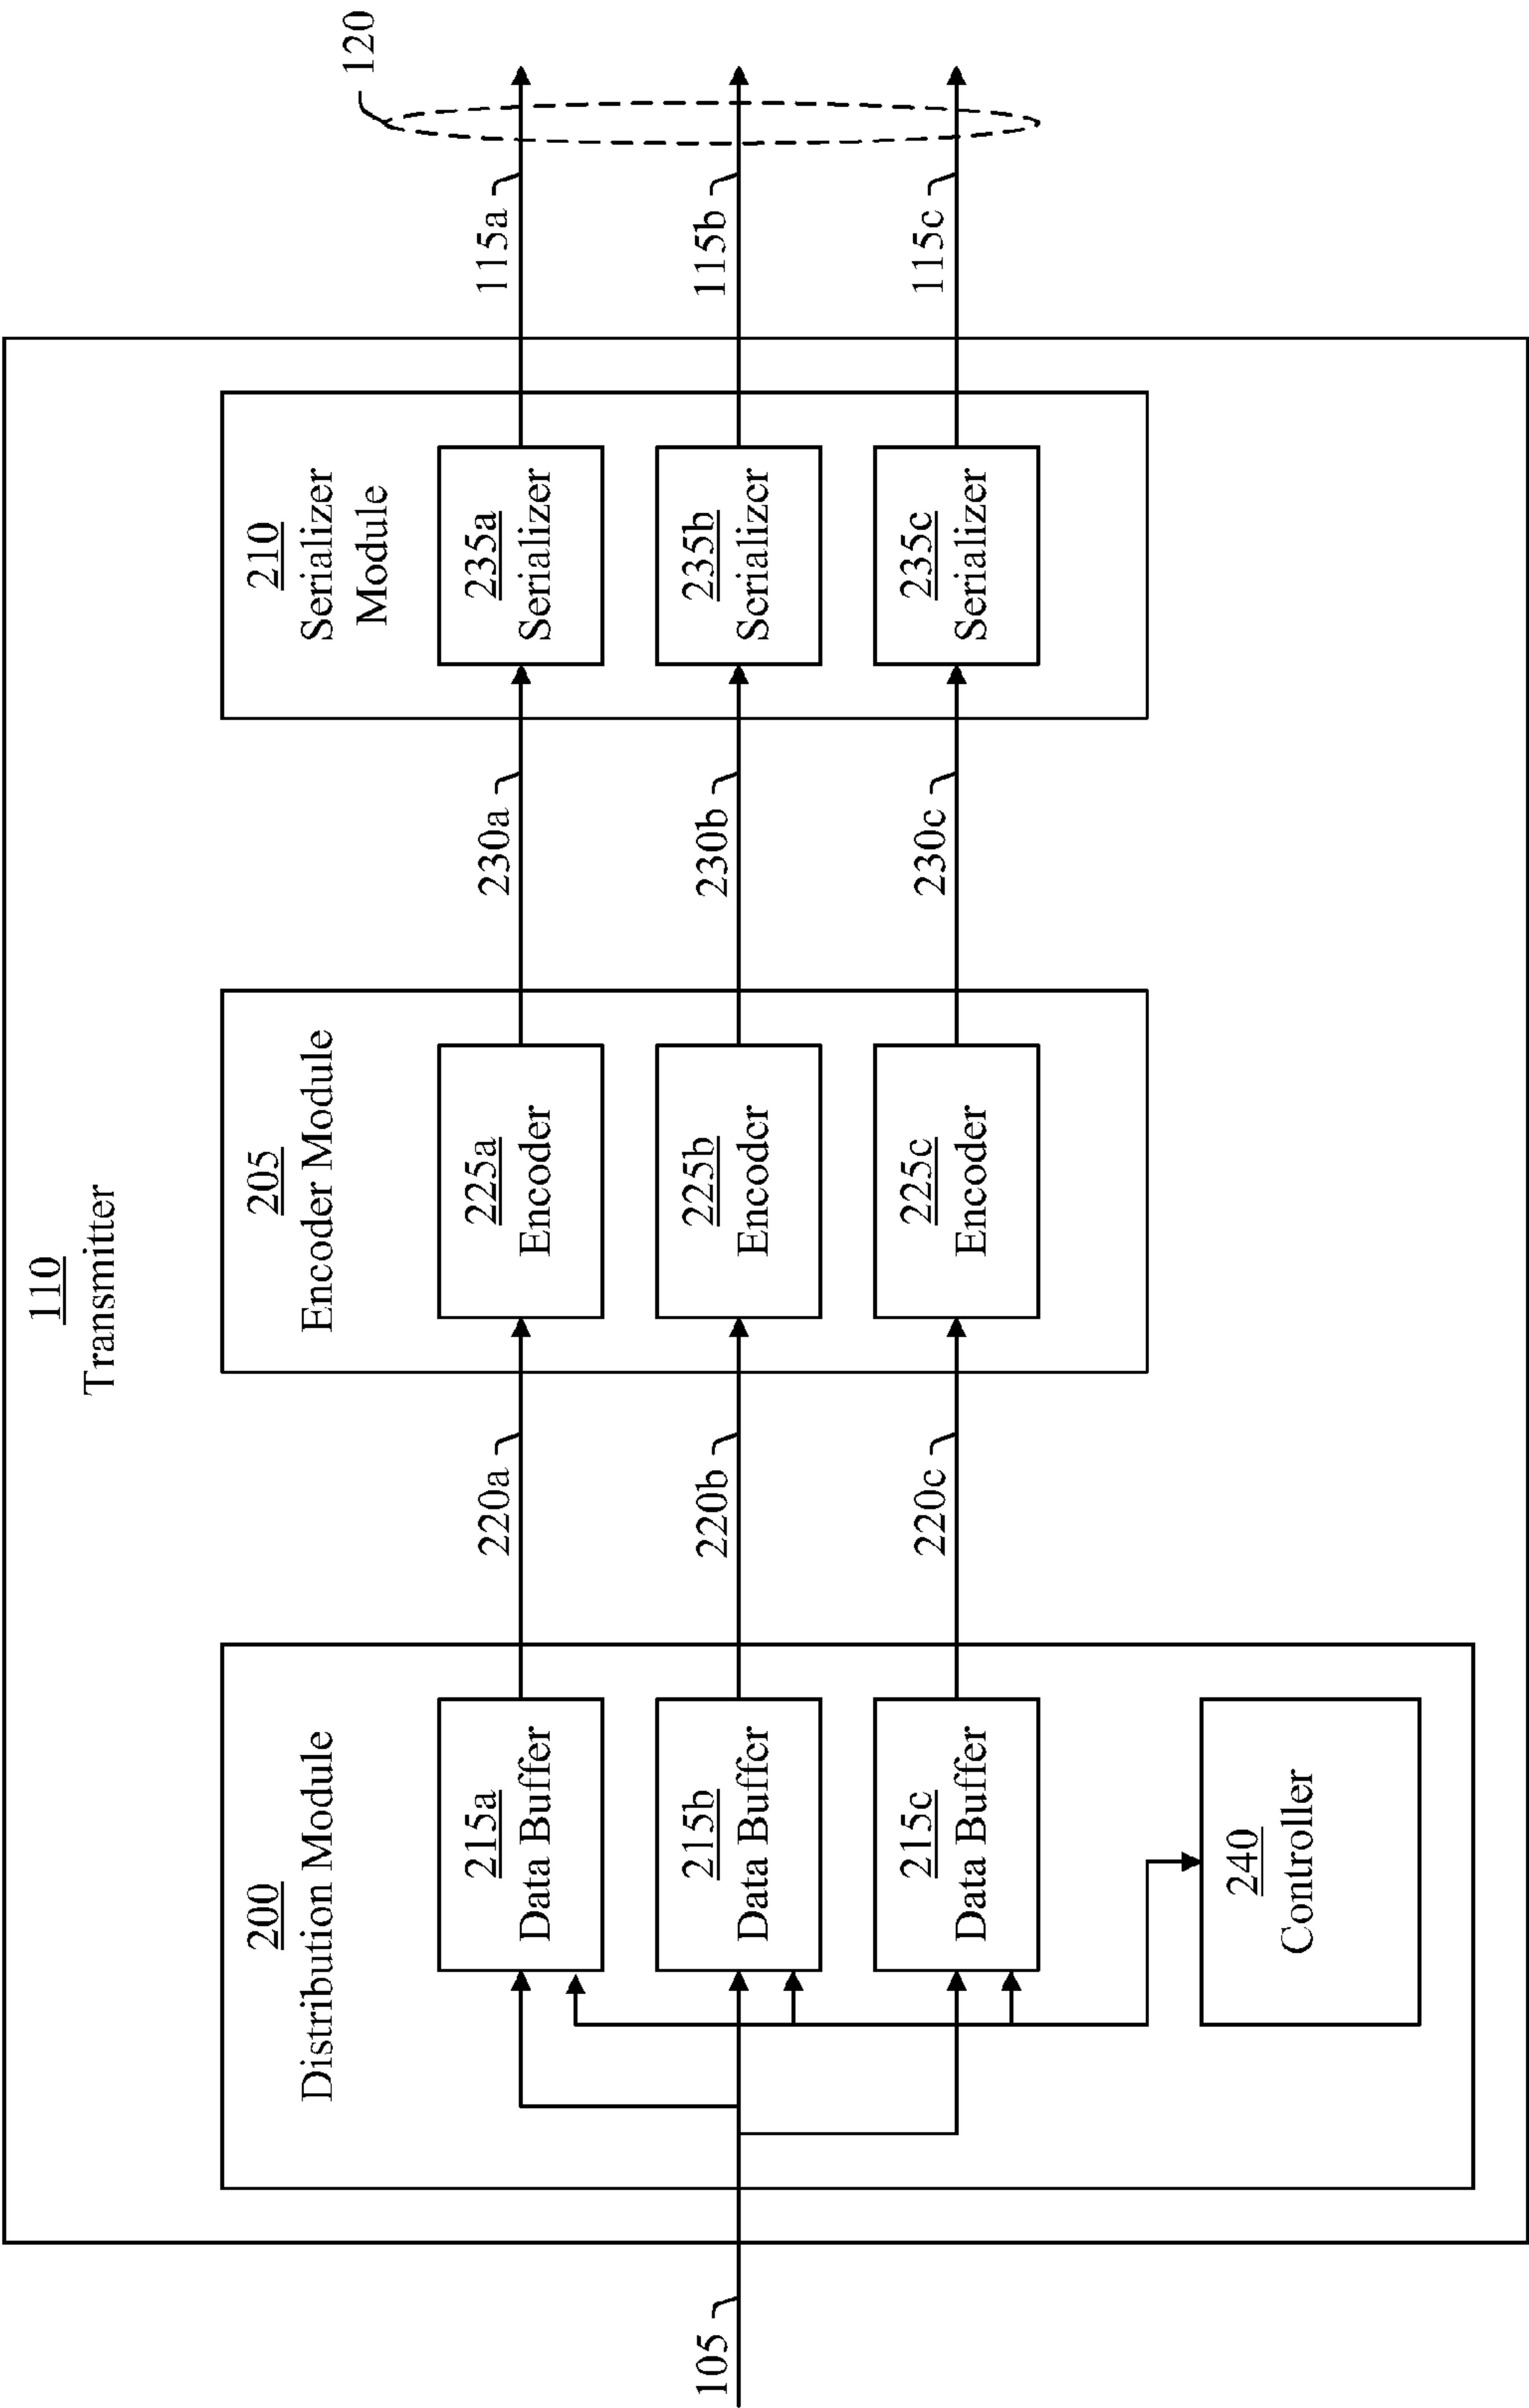 110
Transmitter
200
Distribution Module
205
Encoder Module
210
Serializer
Module
120
105
215a
Data Buffer
220a
225a
Encoder
230a
235a
Serializer
115a
215b
Data Buffer
220b
225b
Encoder
230b
235b
Serializer
115b
215c
Data Buffer
220c
225c
Encoder
230c
235c
Serializer
115c
240
Controller